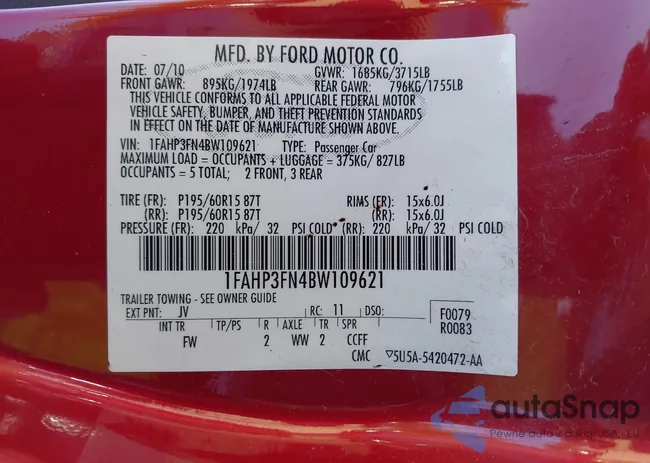 MFD. BY FORD MOTOR CO.
DATE: 07/10 GVWR: 1685KG/3715LB
FRONT GAWR: 895KG/1974LB REAR GAWR: 796KG/1755LB
THIS VEHICLE CONFORMS TO ALL APPLICABLE FEDERAL MOTOR
VEHICLE SAFETY, BUMPER, AND THEFT PREVENTION STANDARDS
IN EFFECT ON THE DATE OF MANUFACTURE SHOWN ABOVE.
VIN: 1FAHP3FN4BW109621 TYPE: Passenger Car
MAXIMUM LOAD = OCCUPANTS + LUGGAGE = 375KG/ 827LB
OCCUPANTS = 5 TOTAL; 2 FRONT, 3 REAR
TIRE (FR): P195/60R15 87T RIMS (FR): 15x6.0J
(RR): P195/60R15 87T (RR): 15x6.0J
PRESSURE (FR): 220 kPa/ 32 PSI COLD (RR): 220 kPa/ 32 PSI COLD
1FAHP3FN4BW109621
TRAILER TOWING - SEE OWNER GUIDE
EXT PNT: JV RC: 11 DSO: F0079
R0083
INT TR TP/PS R AXLE TR SPR
FW 2 WW 2 CCFF
CMC ▽5U5A-5420472-AA
autaSnap
Pewne auta z aukcji USA i Eu